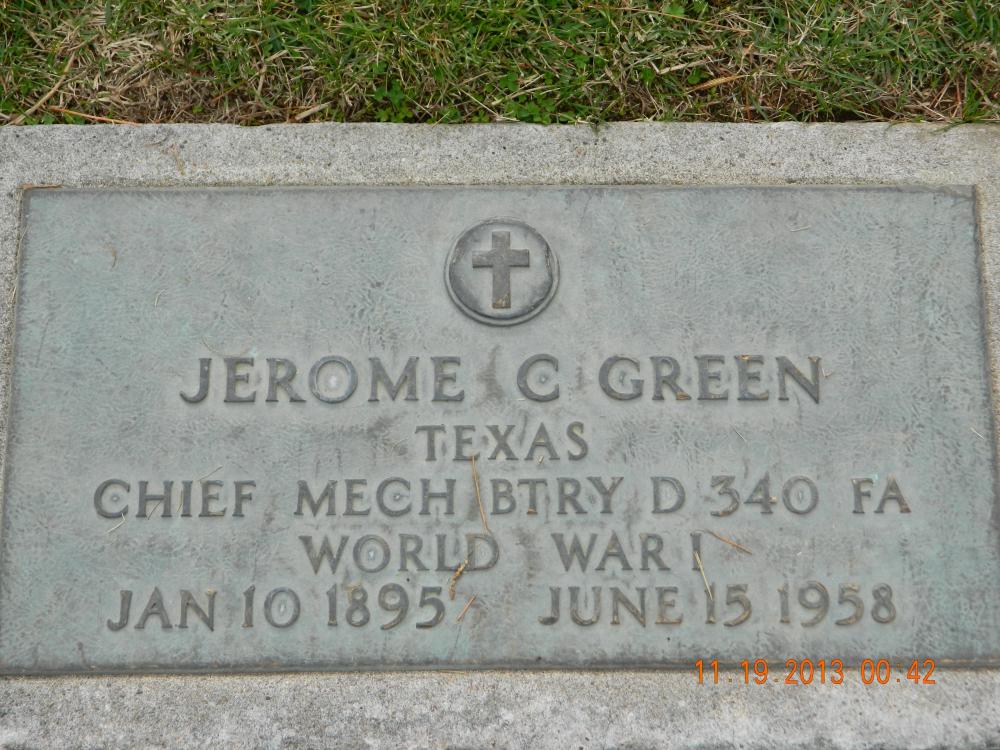 JEROME C GREEN
TEXAS
CHIEF MECH BTRY D 340 FA
WORLD WAR I
JAN 10 1895 JUNE 15 1958
11.19.2013 00:42